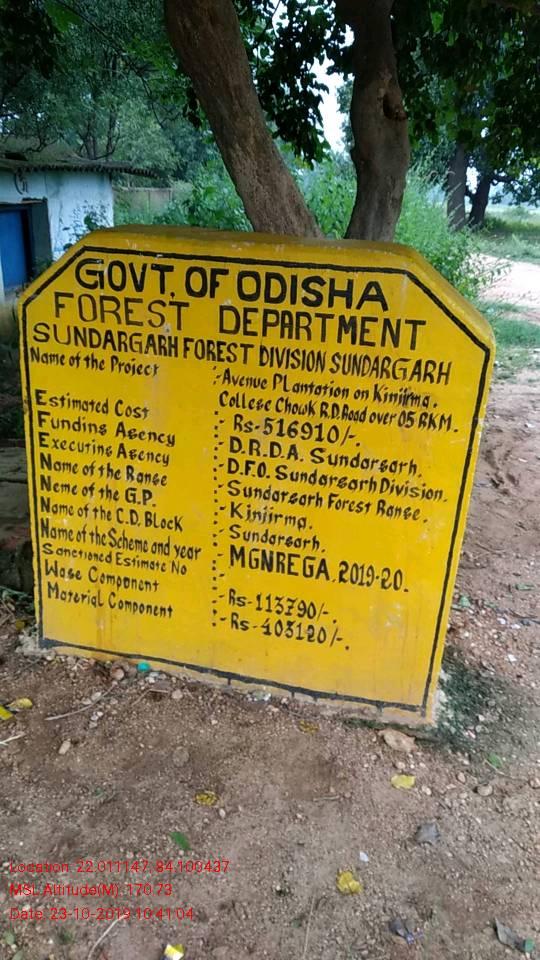 GOVT. OF ODISHA
FOREST DEPARTMENT
SUNDARGARH FOREST DIVISION SUNDARGARH
Name of the Project :- Avenue Plantation on Kinjirma.
College Chowk R.D.Road over 05 RKM.
Estimated Cost :- Rs-516910/-.
Funding Agency :- D.R.D.A. Sundargarh.
Executing Agency :- D.F.O. Sundargarh Division.
Name of the Range :- Sundargarh Forest Range.
Neme of the G.P. :- Kinjirma.
Name of the C.D. Block :- Sundargarh.
Name of the Scheme and year :- MGNREGA, 2019-20.
Sanctioned Estimate No :
Wage Component :- Rs-113790/-.
Material Component :- Rs-403120/-.
Location: 22.011147, 84.100437
MSL Altitude(M): 170.73
Date: 23-10-2019 10:41:04